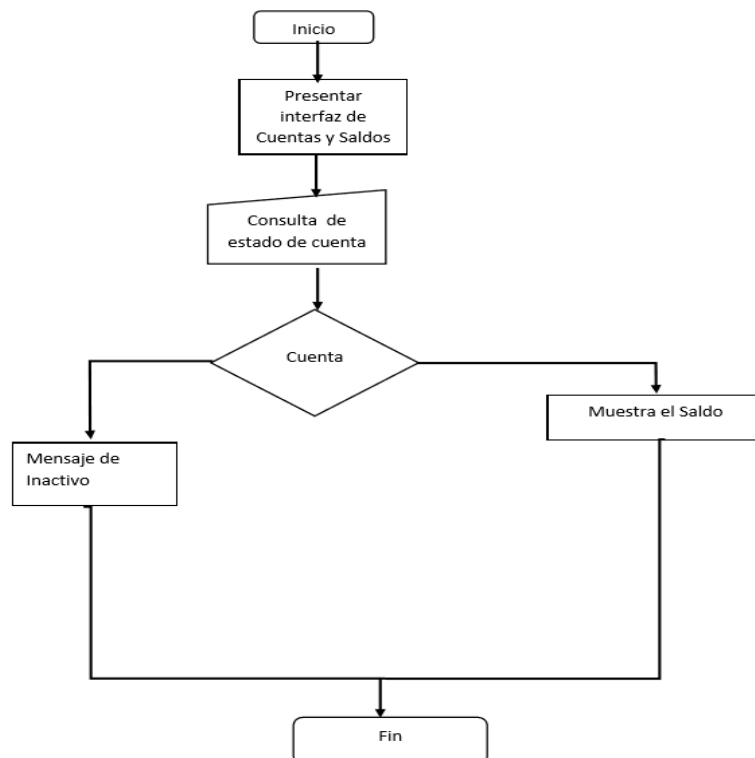 Inicio
Presentar
interfaz de
Cuentas y Saldos
Consulta de
estado de cuenta
Cuenta
Muestra el Saldo
Mensaje de
Inactivo
Fin